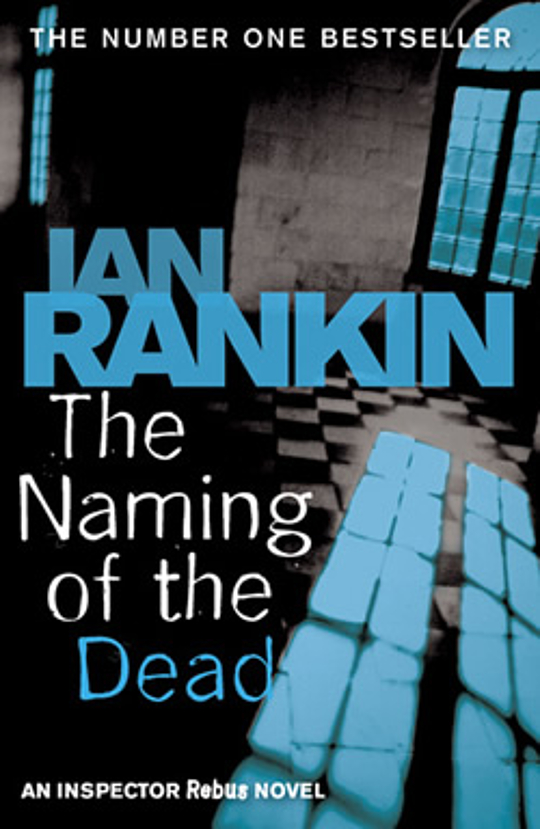 THE NUMBER ONE BESTSELLER
IAN
RANKIN
The
Naming
of the
Dead
AN INSPECTOR Rebus NOVEL